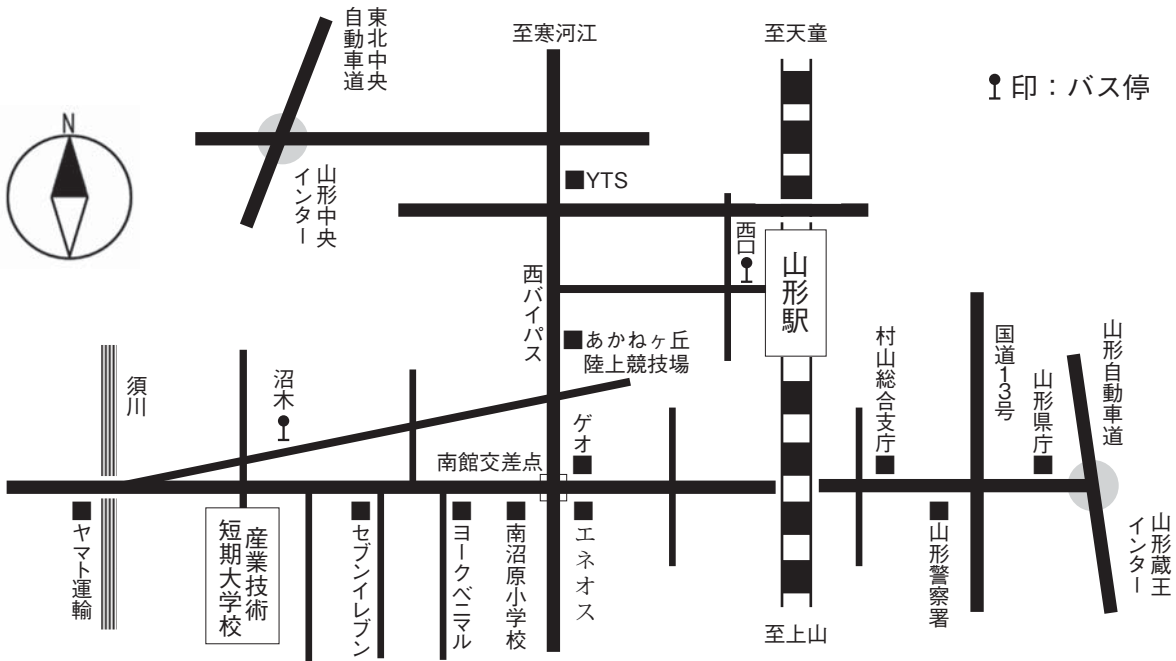 東北中央
自動車道
至寒河江
至天童
印：バス停
N
山形中央
インター
YTS
西口
山形駅
西バイパス
あかねヶ丘
陸上競技場
須川
沼木
南館交差点
ゲオ
村山総合支庁
国道13号
山形県庁
山形自動車道
ヤマト運輸
産業技術
短期大学校
セブンイレブン
ヨークベニマル
南沼原小学校
エネオス
至上山
山形警察署
山形蔵王
インター